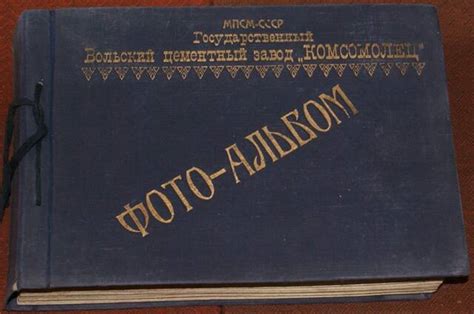 МПСМ-СССР
Государственный
Вольский цементный завод „КОМСОМОЛЕЦ"
ФОТО-АЛЬБОМ